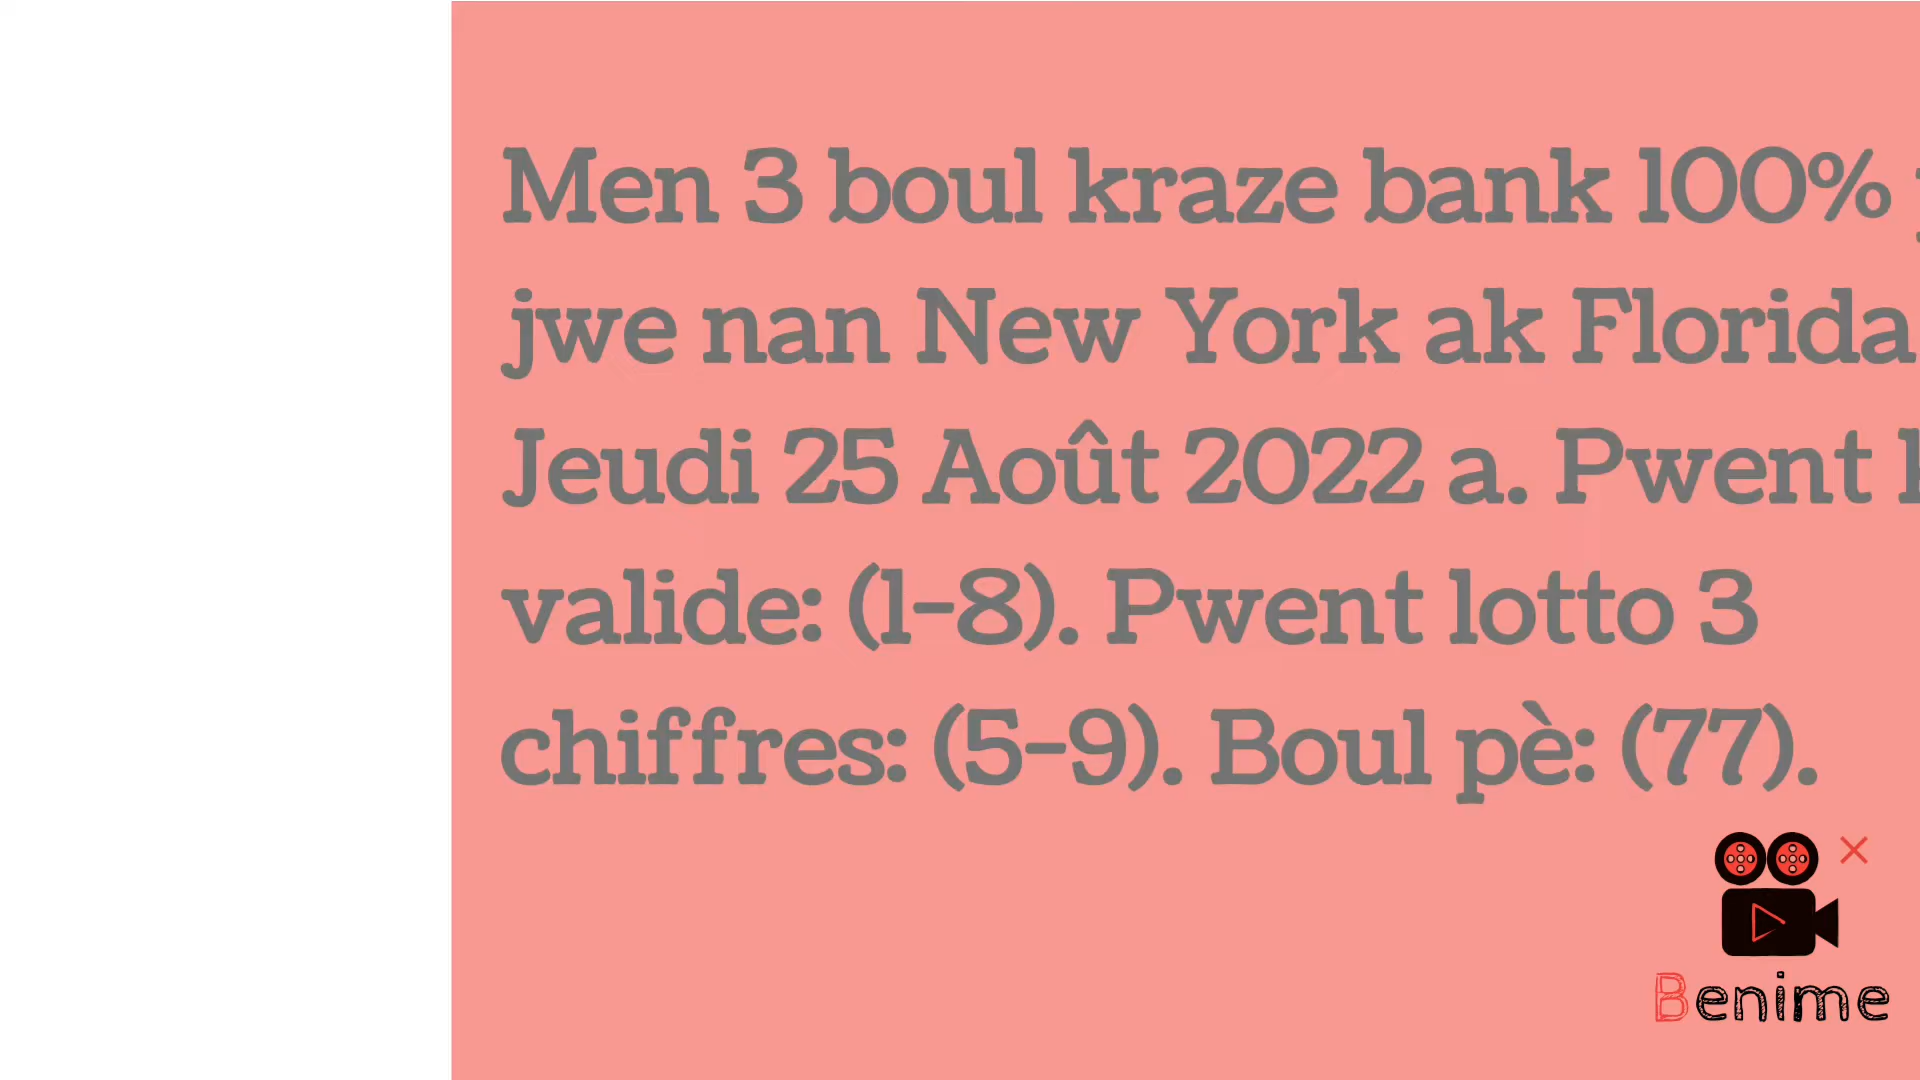 Men 3 boul kraze bank 100%
jwe nan New York ak Florida
Jeudi 25 Août 2022 a. Pwent
valide: (1-8). Pwent lotto 3
chiffres: (5-9). Boul pè: (77).
Benime